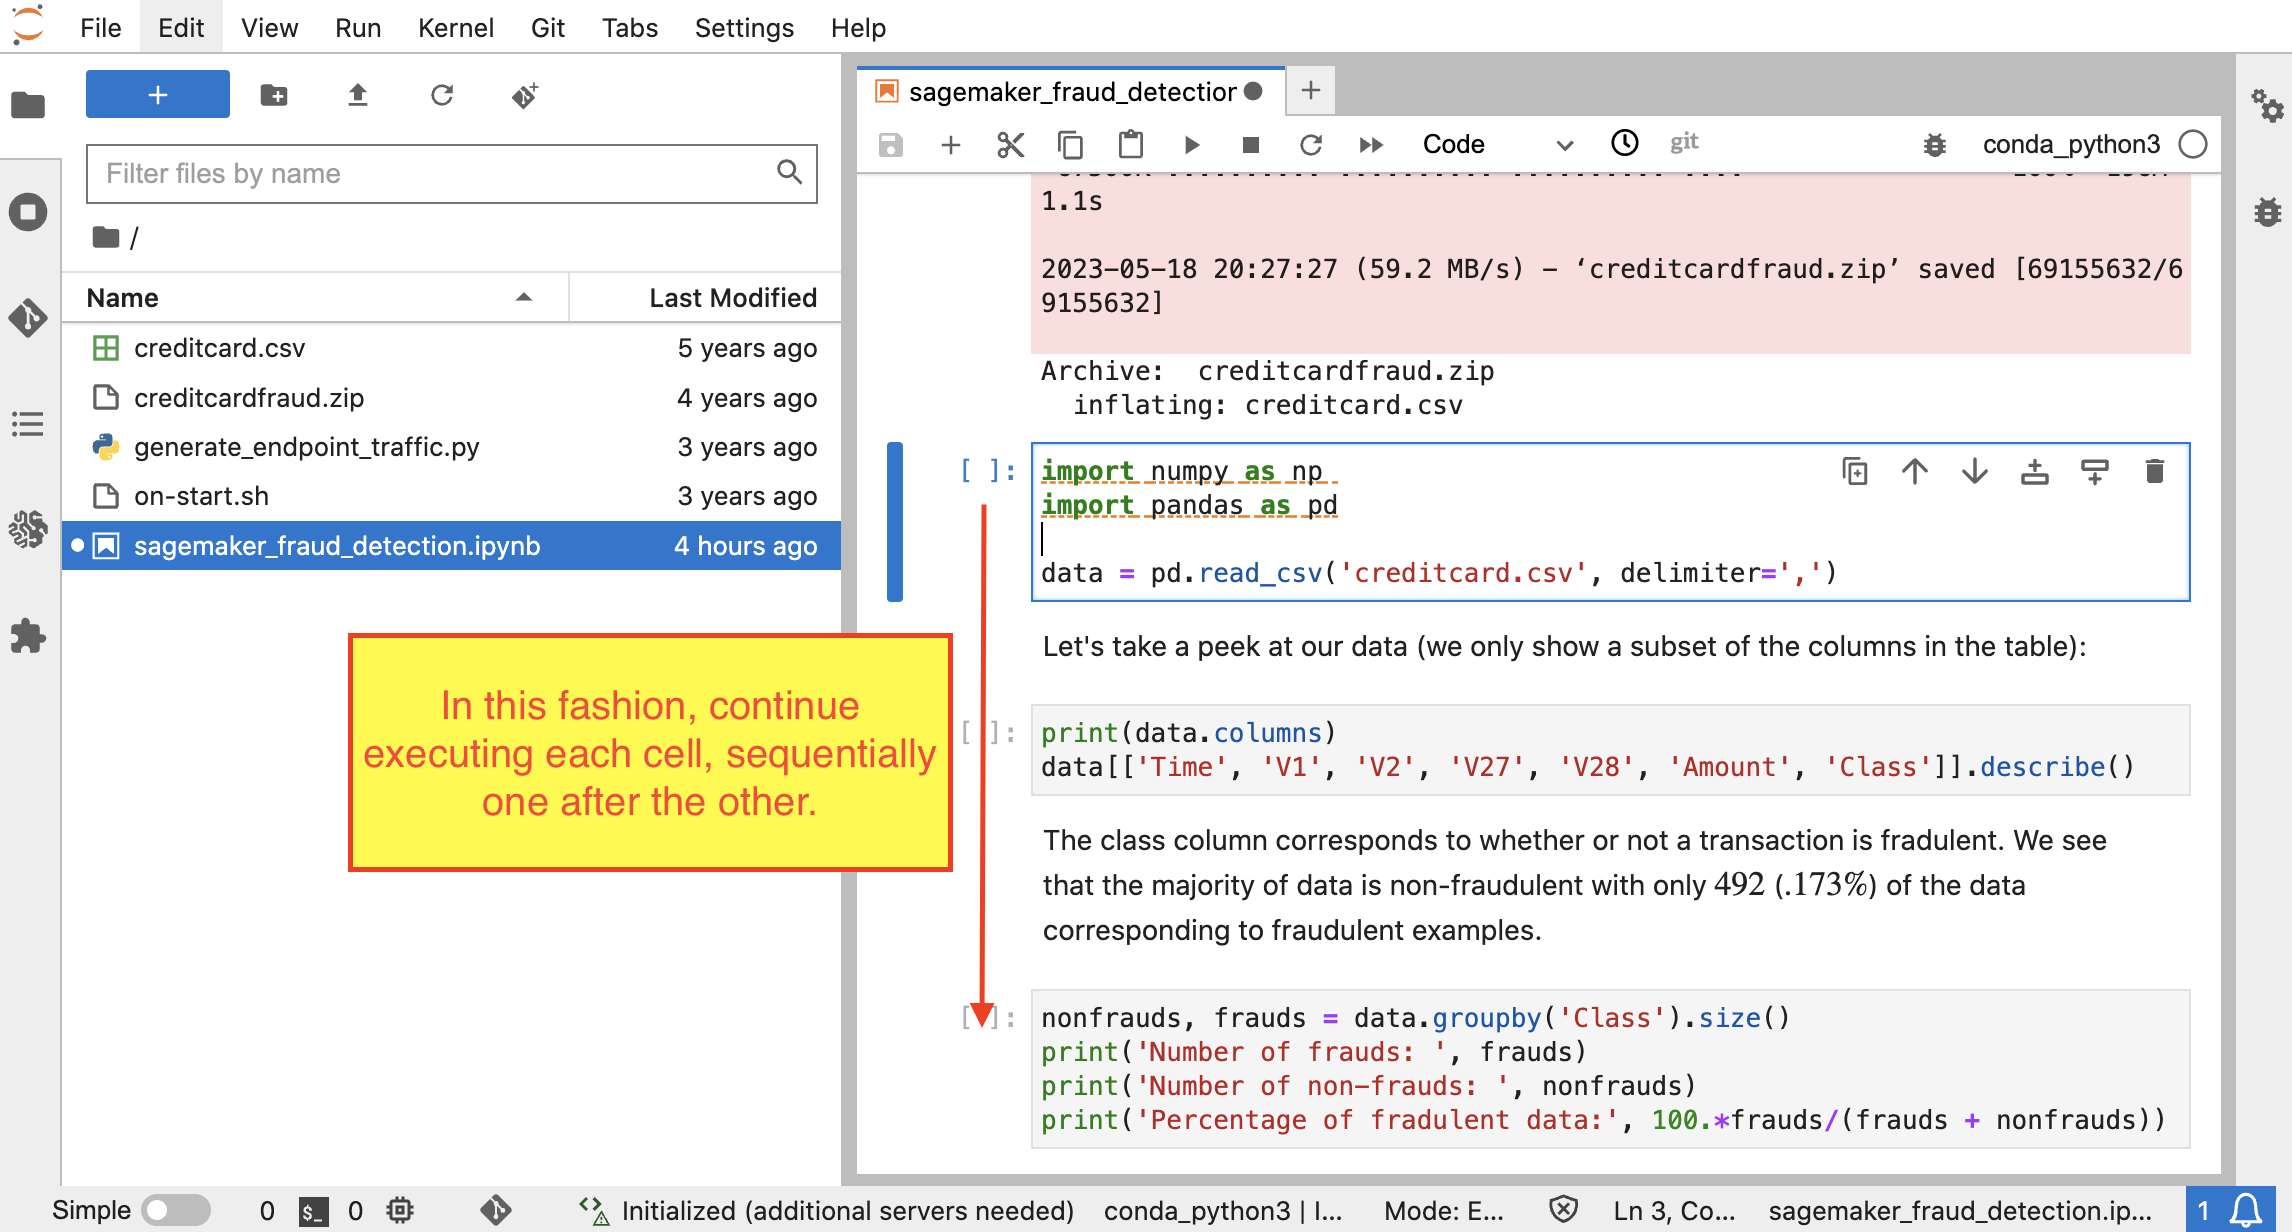 File Edit View Run Kernel Git Tabs Settings Help
Filter files by name
/
Name Last Modified
creditcard.csv 5 years ago
creditcardfraud.zip 4 years ago
generate_endpoint_traffic.py 3 years ago
on-start.sh 3 years ago
sagemaker_fraud_detection.ipynb 4 hours ago
In this fashion, continue
executing each cell, sequentially
one after the other.
sagemaker_fraud_detection
Code git conda_python3
1.1s
2023-05-18 20:27:27 (59.2 MB/s) - ‘creditcardfraud.zip’ saved [69155632/6
9155632]
Archive:  creditcardfraud.zip
  inflating: creditcard.csv
[ ]: import numpy as np
import pandas as pd
data = pd.read_csv('creditcard.csv', delimiter=',')
Let's take a peek at our data (we only show a subset of the columns in the table):
[ ]: print(data.columns)
data[['Time', 'V1', 'V2', 'V27', 'V28', 'Amount', 'Class']].describe()
The class column corresponds to whether or not a transaction is fradulent. We see
that the majority of data is non-fraudulent with only 492 (.173%) of the data
corresponding to fraudulent examples.
[ ]: nonfrauds, frauds = data.groupby('Class').size()
print('Number of frauds: ', frauds)
print('Number of non-frauds: ', nonfrauds)
print('Percentage of fradulent data:', 100.*frauds/(frauds + nonfrauds))
Simple 0 $_ 0 Initialized (additional servers needed) conda_python3 | I... Mode: E... Ln 3, Co... sagemaker_fraud_detection.ip... 1